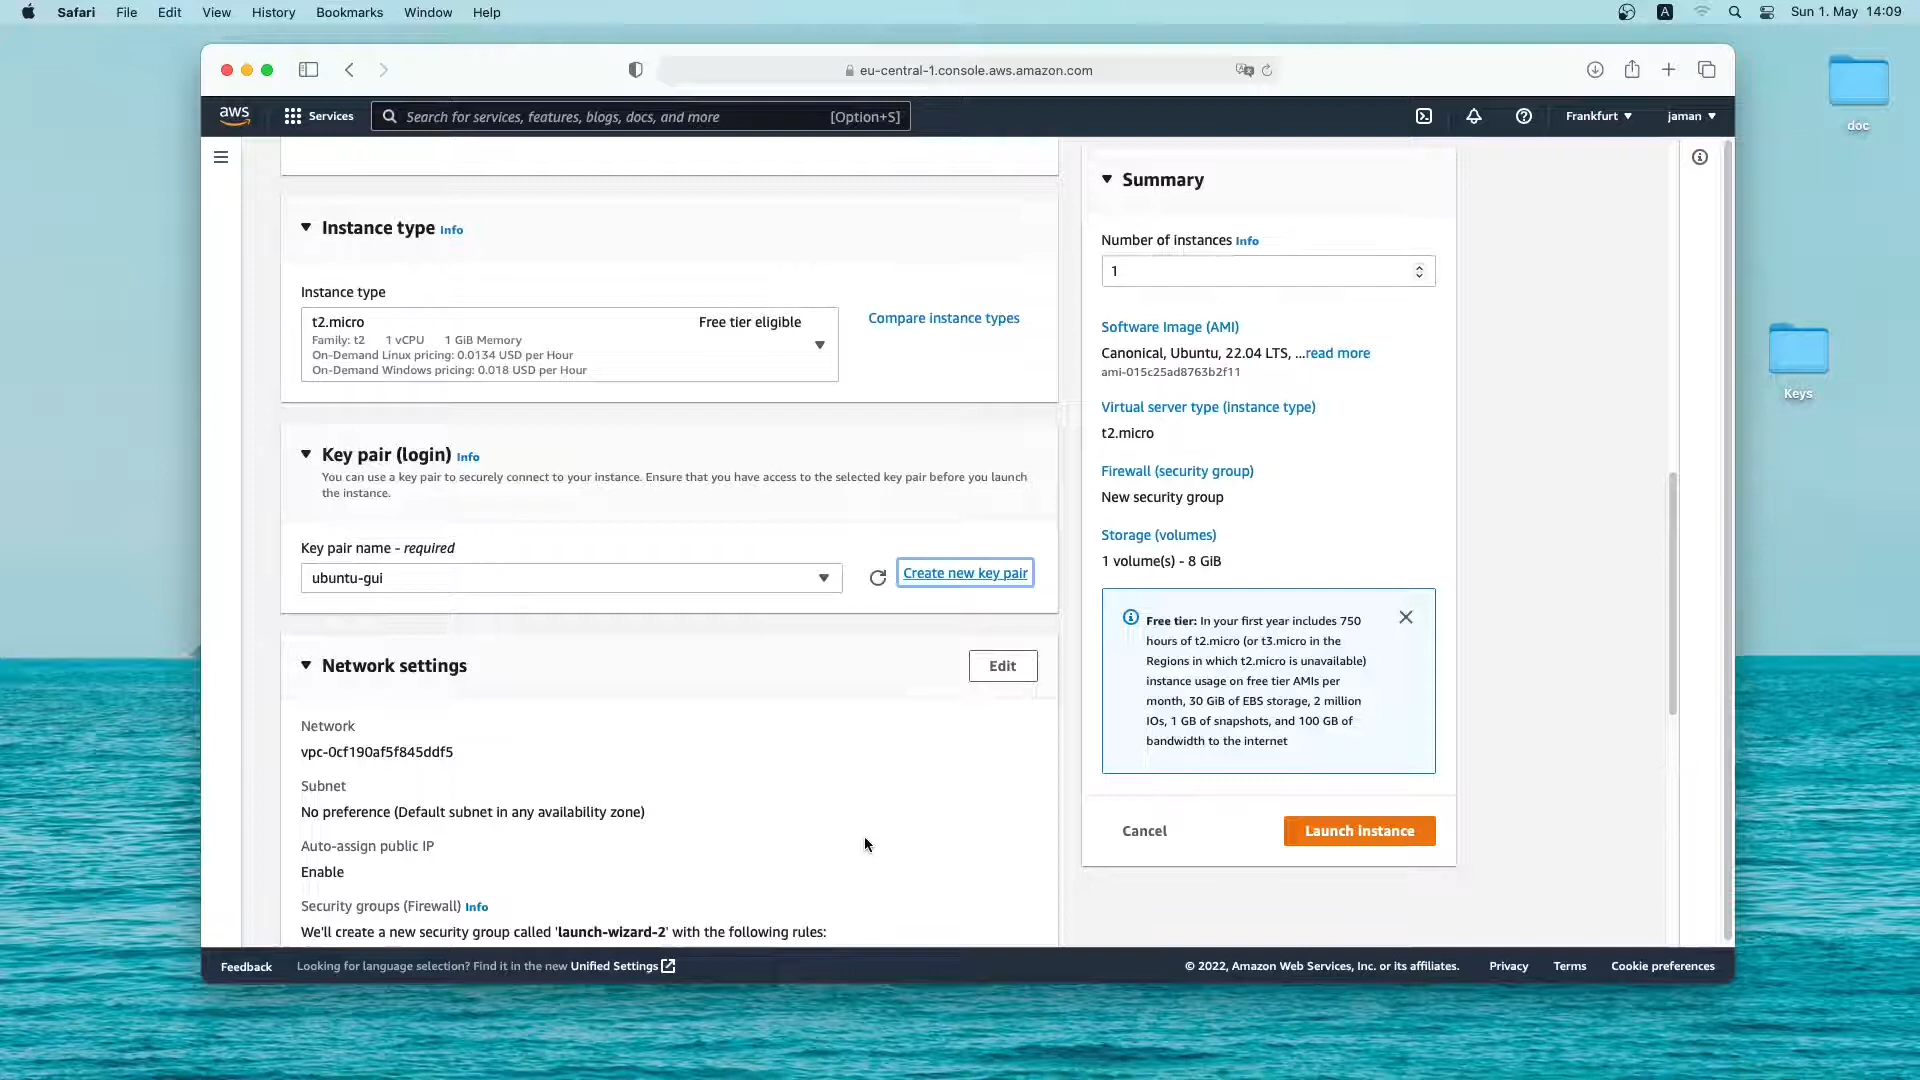 Safari File Edit View History Bookmarks Window Help
A
Sun 1. May 14:09
eu-central-1.console.aws.amazon.com
aws
Services
Search for services, features, blogs, docs, and more [Option+S]
Frankfurt
jaman
doc
Keys
Instance type Info
Instance type
t2.micro Free tier eligible
Family: t2 1 vCPU 1 GiB Memory
On-Demand Linux pricing: 0.0134 USD per Hour
On-Demand Windows pricing: 0.018 USD per Hour
Compare instance types
Key pair (login) Info
You can use a key pair to securely connect to your instance. Ensure that you have access to the selected key pair before you launch
the instance.
Key pair name - required
ubuntu-gui
Create new key pair
Network settings
Edit
Network
vpc-0cf190af5f845ddf5
Subnet
No preference (Default subnet in any availability zone)
Auto-assign public IP
Enable
Security groups (Firewall) Info
We'll create a new security group called 'launch-wizard-2' with the following rules:
Summary
Number of instances Info
1
Software Image (AMI)
Canonical, Ubuntu, 22.04 LTS, ...read more
ami-015c25ad8763b2f11
Virtual server type (instance type)
t2.micro
Firewall (security group)
New security group
Storage (volumes)
1 volume(s) - 8 GiB
Free tier: In your first year includes 750
hours of t2.micro (or t3.micro in the
Regions in which t2.micro is unavailable)
instance usage on free tier AMIs per
month, 30 GiB of EBS storage, 2 million
IOs, 1 GB of snapshots, and 100 GB of
bandwidth to the internet
Cancel
Launch instance
Feedback
Looking for language selection? Find it in the new Unified Settings
© 2022, Amazon Web Services, Inc. or its affiliates.
Privacy
Terms
Cookie preferences